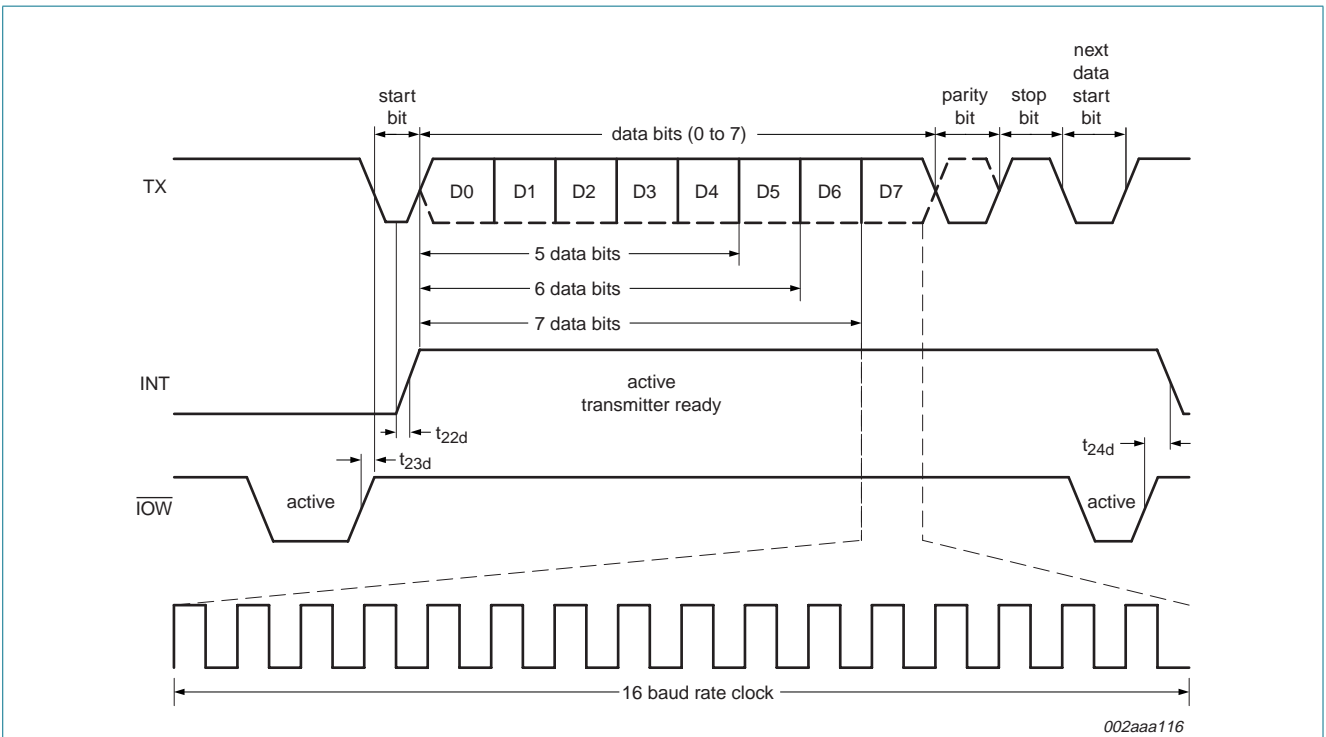 next
data
start
bit
start
bit
parity
bit
stop
bit
data bits (0 to 7)
TX
D0 D1 D2 D3 D4 D5 D6 D7
5 data bits
6 data bits
7 data bits
INT
active
transmitter ready
t22d
t24d
t23d
IOW
active
active
16 baud rate clock
002aaa116